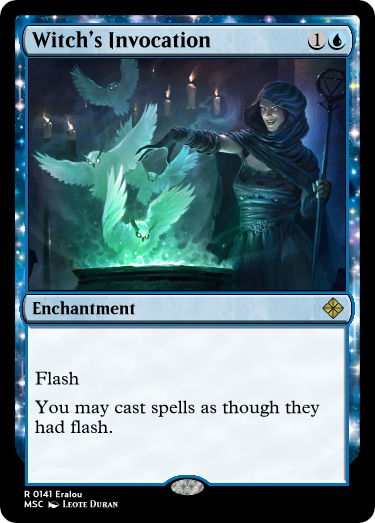 Witch's Invocation 1
Enchantment
Flash
You may cast spells as though they
had flash.
R 0141 Eralou
MSC Leote Duran